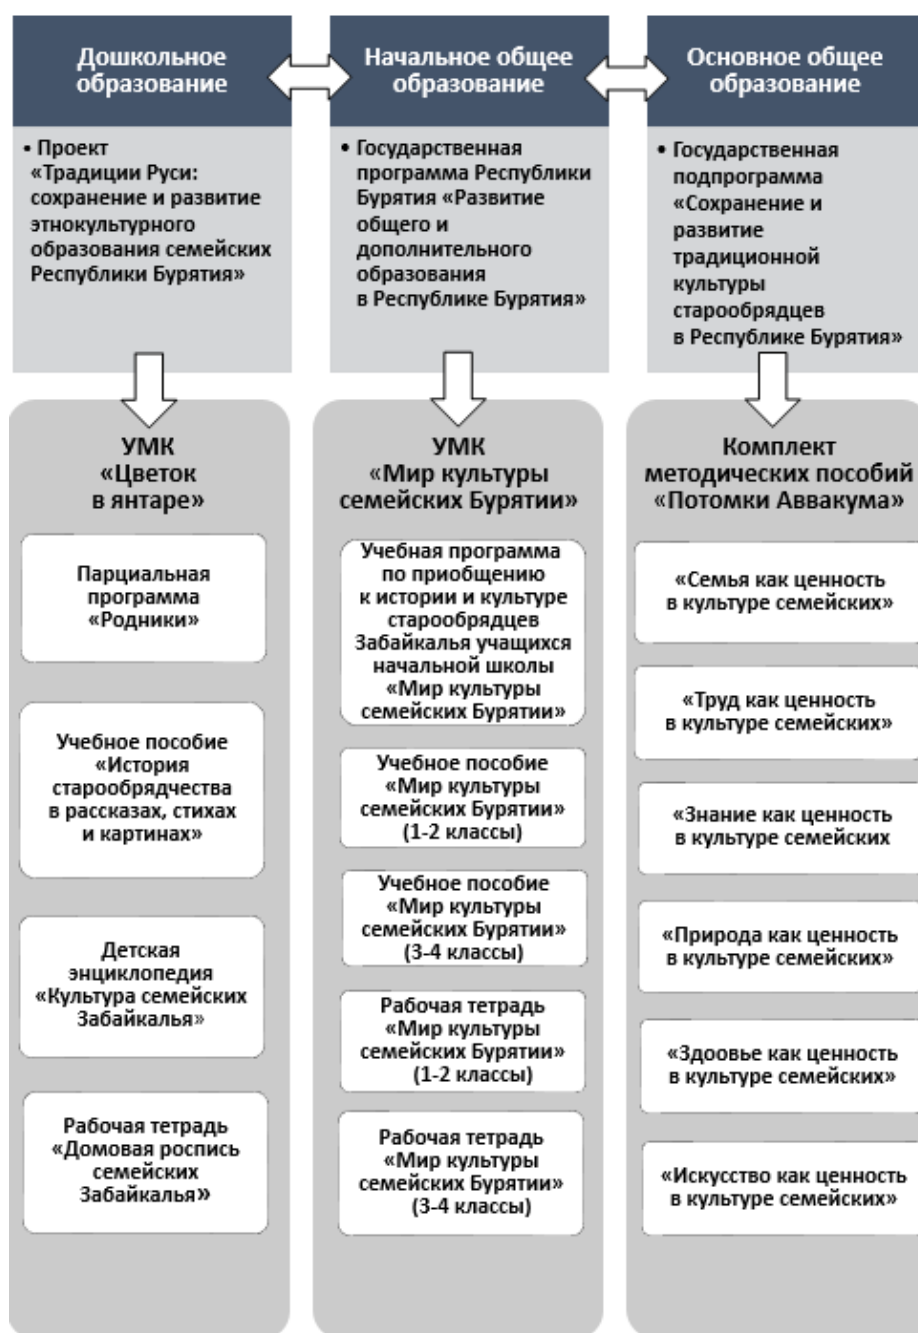 Дошкольное
образование
Начальное общее
образование
Основное общее
образование
• Проект
«Традиции Руси:
сохранение и развитие
этнокультурного
образования семейских
Республики Бурятия»
• Государственная
программа Республики
Бурятия «Развитие
общего и
дополнительного
образования
в Республике Бурятия»
• Государственная
подпрограмма
«Сохранение и
развитие
традиционной
культуры
старообрядцев
в Республике Бурятия»
УМК
«Цветок
в янтаре»
Парциальная
программа
«Родники»
Учебное пособие
«История
старообрядчества
в рассказах, стихах
и картинах»
Детская
энциклопедия
«Культура семейских
Забайкалья»
Рабочая тетрадь
«Домовая роспись
семейских
Забайкалья»
УМК
«Мир культуры
семейских Бурятии»
Учебная программа
по приобщению
к истории и культуре
старообрядцев
Забайкалья учащихся
начальной школы
«Мир культуры
семейских Бурятии»
Учебное пособие
«Мир культуры
семейских Бурятии»
(1-2 классы)
Учебное пособие
«Мир культуры
семейских Бурятии»
(3-4 классы)
Рабочая тетрадь
«Мир культуры
семейских Бурятии»
(1-2 классы)
Рабочая тетрадь
«Мир культуры
семейских Бурятии»
(3-4 классы)
Комплект
методических пособий
«Потомки Аввакума»
«Семья как ценность
в культуре семейских»
«Труд как ценность
в культуре семейских»
«Знание как ценность
в культуре семейских
«Природа как ценность
в культуре семейских»
«Здоовье как ценность
в культуре семейских»
«Искусство как ценность
в культуре семейских»